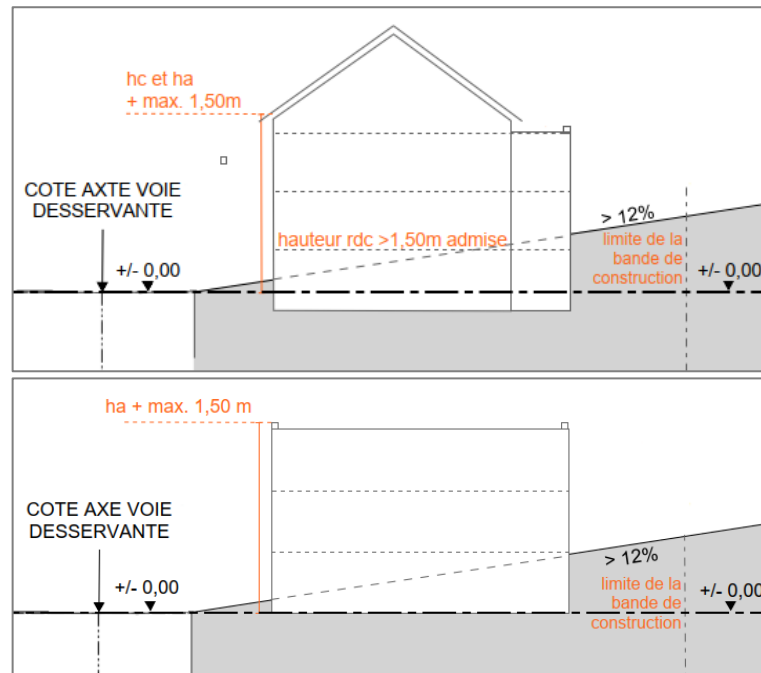 hc et ha
+ max. 1,50m
COTE AXTE VOIE
DESSERVANTE
+/- 0,00
hauteur rdc >1,50m admise
> 12%
limite de la
bande de
construction
+/- 0,00
ha + max. 1,50 m
COTE AXE VOIE
DESSERVANTE
+/- 0,00
> 12%
limite de la
bande de
construction
+/- 0,00